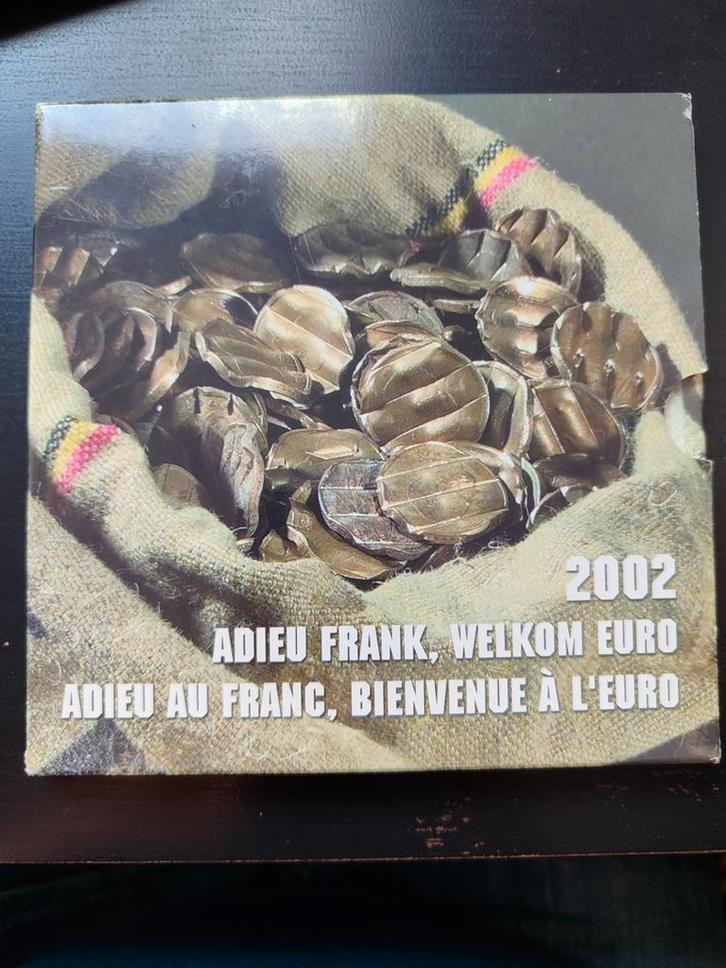 2002
ADIEU FRANK, WELKOM EURO
ADIEU AU FRANC, BIENVENUE À L'EURO